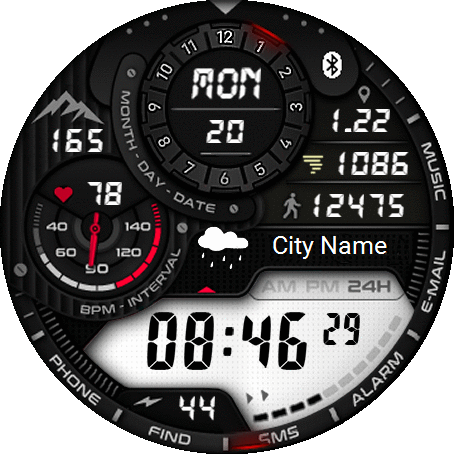 12
11 1
10 2
9 3
8 4
7 5
6
MON
20
MONTH - DAY - DATE
165
1.22
1086
12475
78
40 140
60 120
90
BPM - INTERVAL
City Name
AM PM 24H
08:46 29
44
MUSIC
E-MAIL
ALARM
SMS
FIND
PHONE